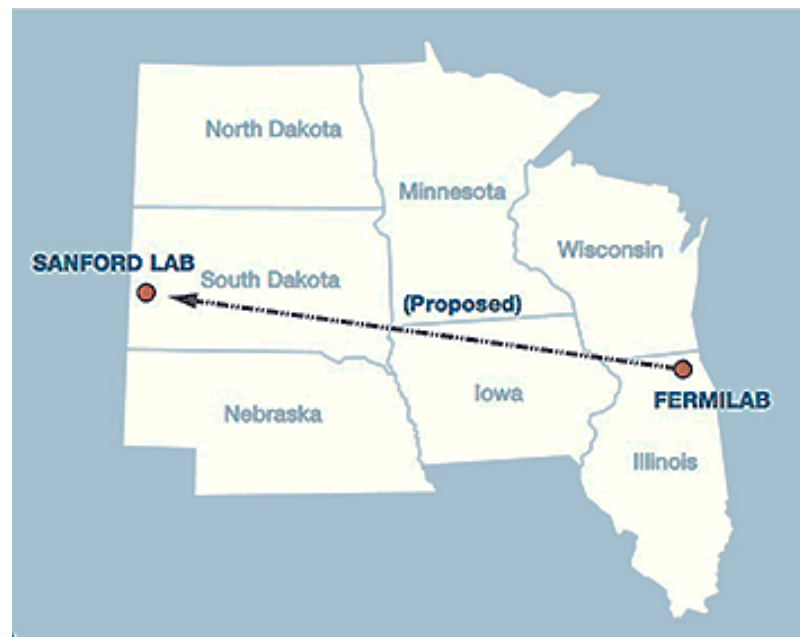 North Dakota
Minnesota
Wisconsin
SANFORD LAB
South Dakota
(Proposed)
Iowa
FERMILAB
Nebraska
Illinois